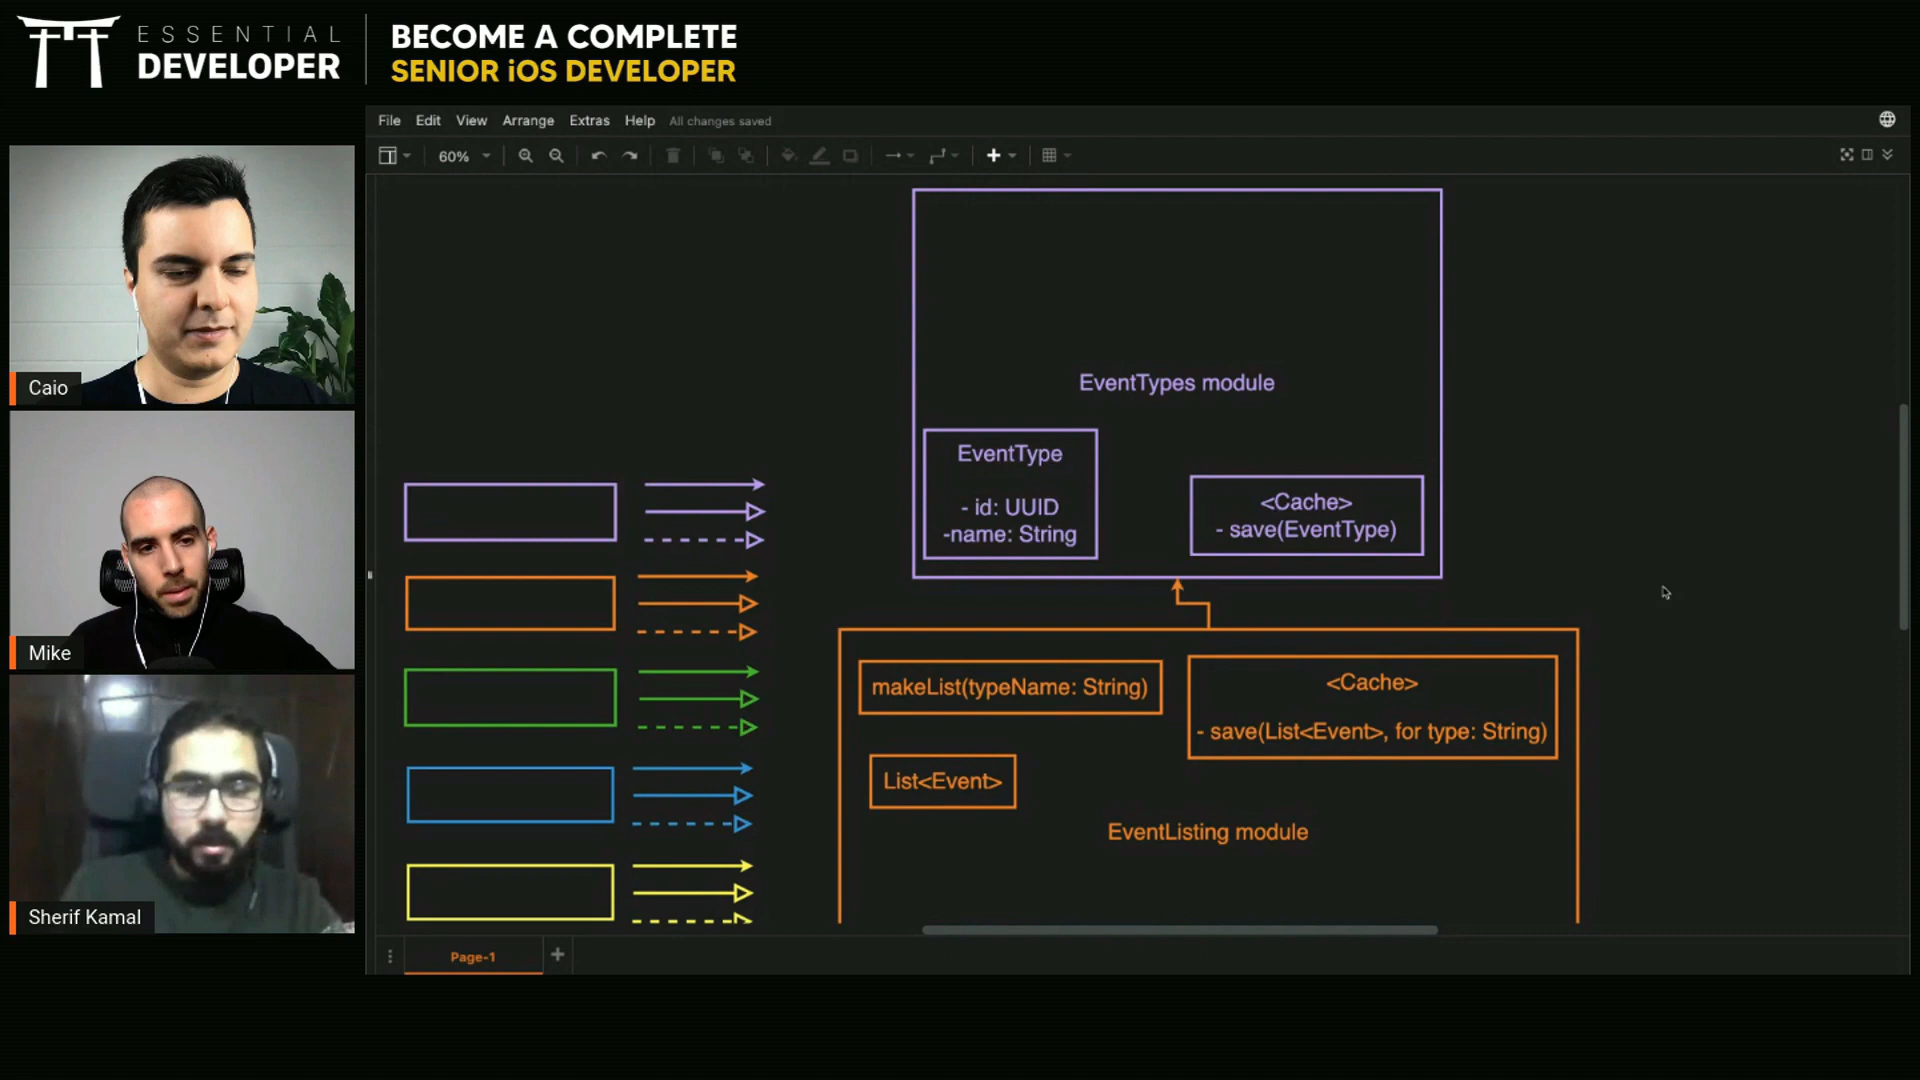 ESSENTIAL
DEVELOPER
BECOME A COMPLETE
SENIOR iOS DEVELOPER
File Edit View Arrange Extras Help All changes saved
60%
Caio
Mike
Sherif Kamal
EventTypes module
EventType
- id: UUID
-name: String
<Cache>
- save(EventType)
makeList(typeName: String)
<Cache>
- save(List<Event>, for type: String)
List<Event>
EventListing module
Page-1